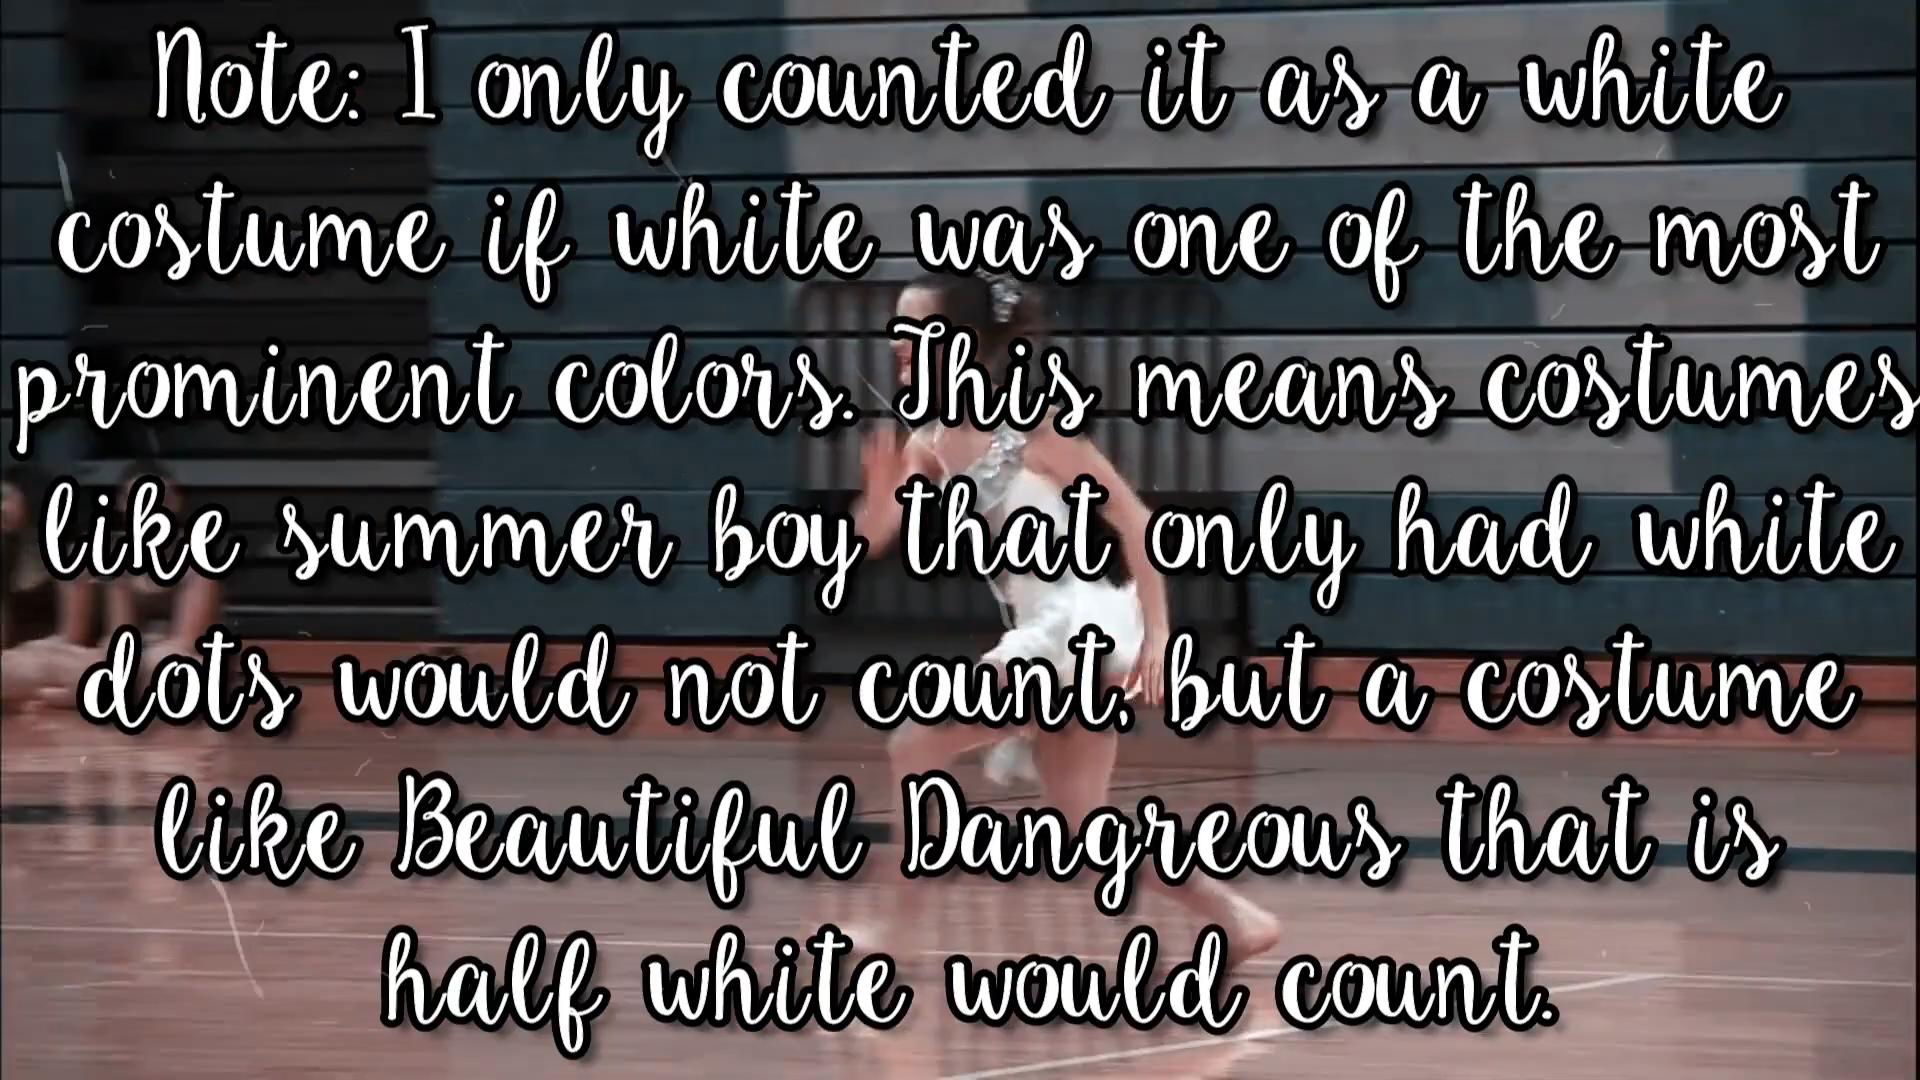 Note: I only counted it as a white
costume if white was one of the most
prominent colors. This means costumes
like summer boy that only had white
dots would not count, but a costume
like Beautiful Dangreous that is
half white would count.